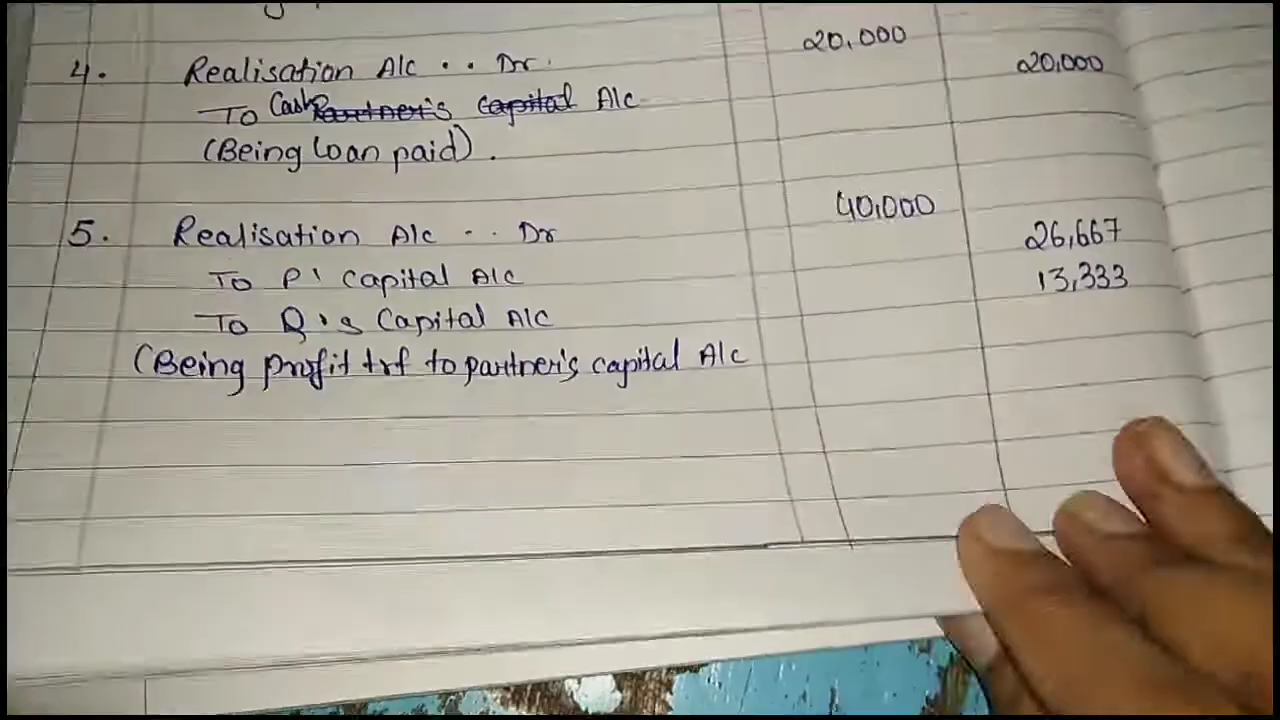 20,000
4. Realisation A/c .. Dr. 20,000
To Cash Partner's capital A/c
(Being loan paid).
40,000
5. Realisation A/c .. Dr 26,667
To P' Capital A/c 13,333
To Q's Capital A/c
(Being profit trf to partner's capital A/c